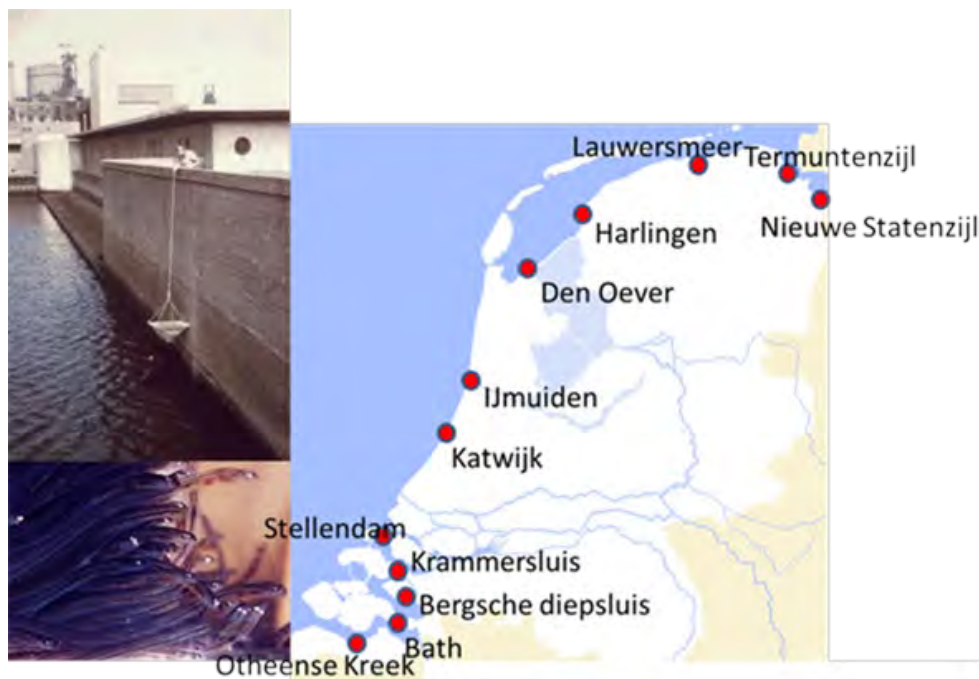 Lauwersmeer
Termuntenzijl
Harlingen
Nieuwe Statenzijl
Den Oever
IJmuiden
Katwijk
Stellendam
Krammersluis
Bergsche diepsluis
Bath
Otheense Kreek